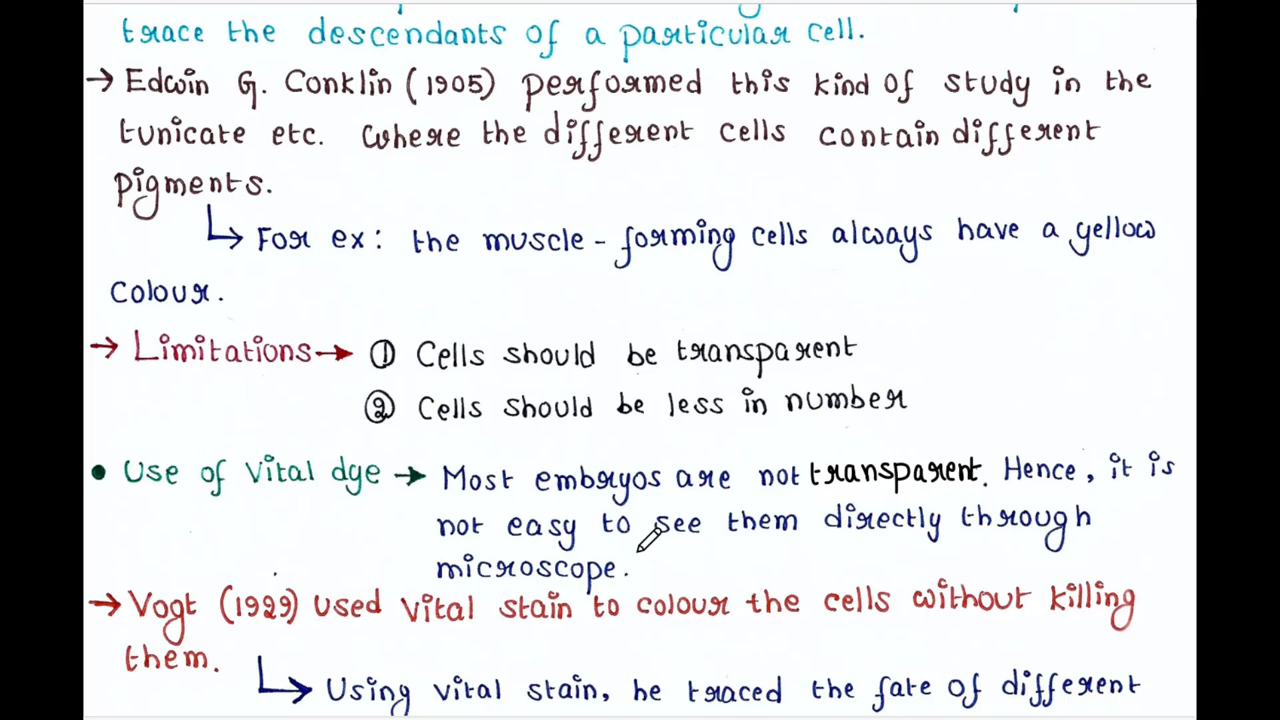 trace the descendants of a particular cell.
→ Edwin G. Conklin (1905) performed this kind of study in the
tunicate etc. where the different cells contain different
pigments.
↳ For ex: the muscle-forming cells always have a yellow
colour.
→ Limitations → ① Cells should be transparent
② Cells should be less in number
• Use of Vital dye → Most embryos are not transparent. Hence, it is
not easy to see them directly through
microscope.
→ Vogt (1929) used vital stain to colour the cells without killing
them.
↳ Using vital stain, he traced the fate of different